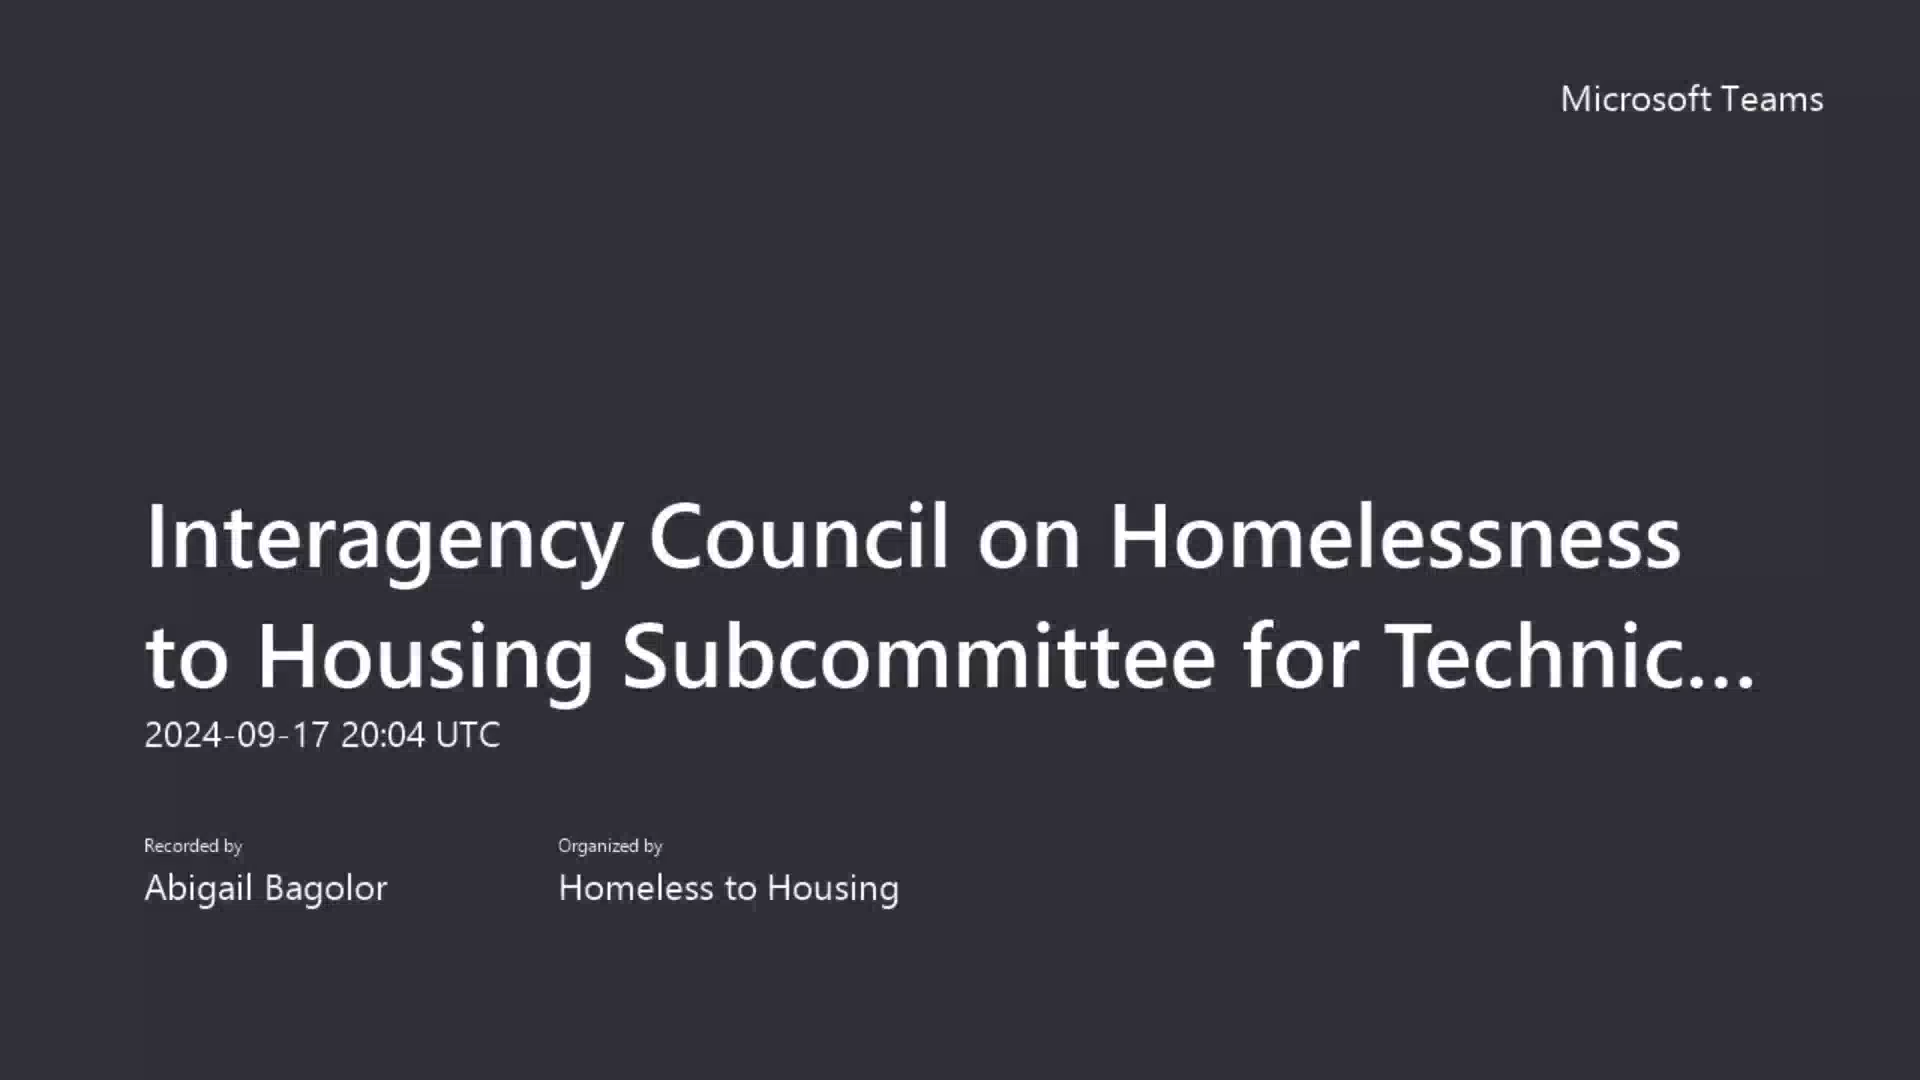 Microsoft Teams
Interagency Council on Homelessness
to Housing Subcommittee for Technic...
2024-09-17 20:04 UTC
Recorded by
Organized by
Abigail Bagolor
Homeless to Housing